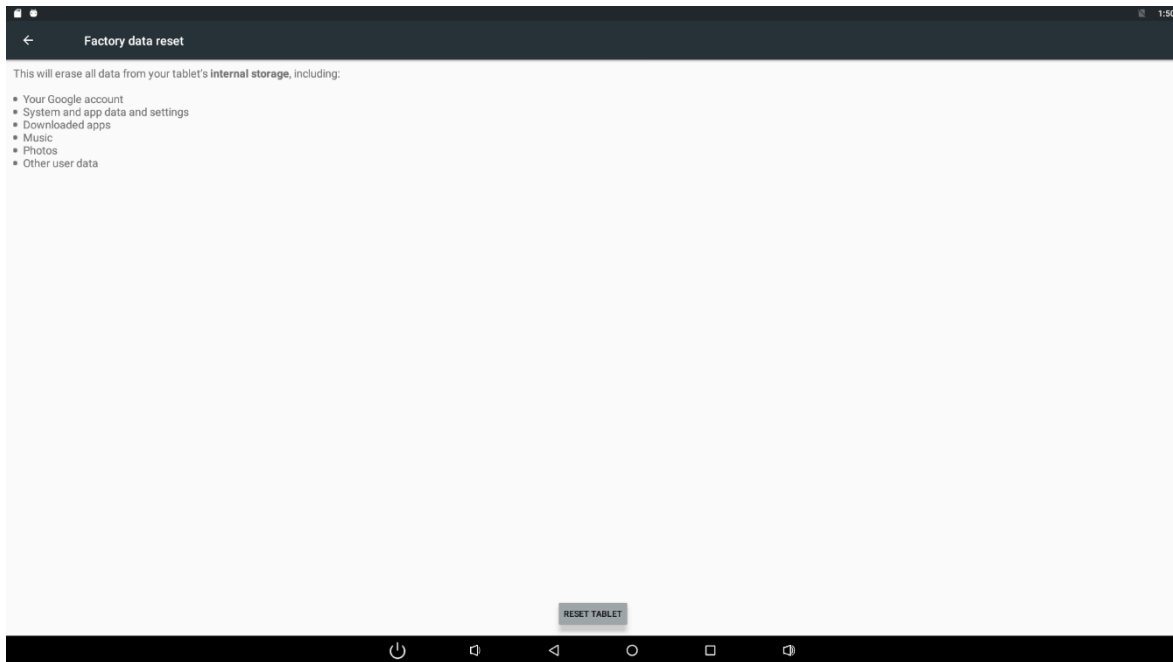 1:50
Factory data reset
This will erase all data from your tablet's internal storage, including:
• Your Google account
• System and app data and settings
• Downloaded apps
• Music
• Photos
• Other user data
RESET TABLET